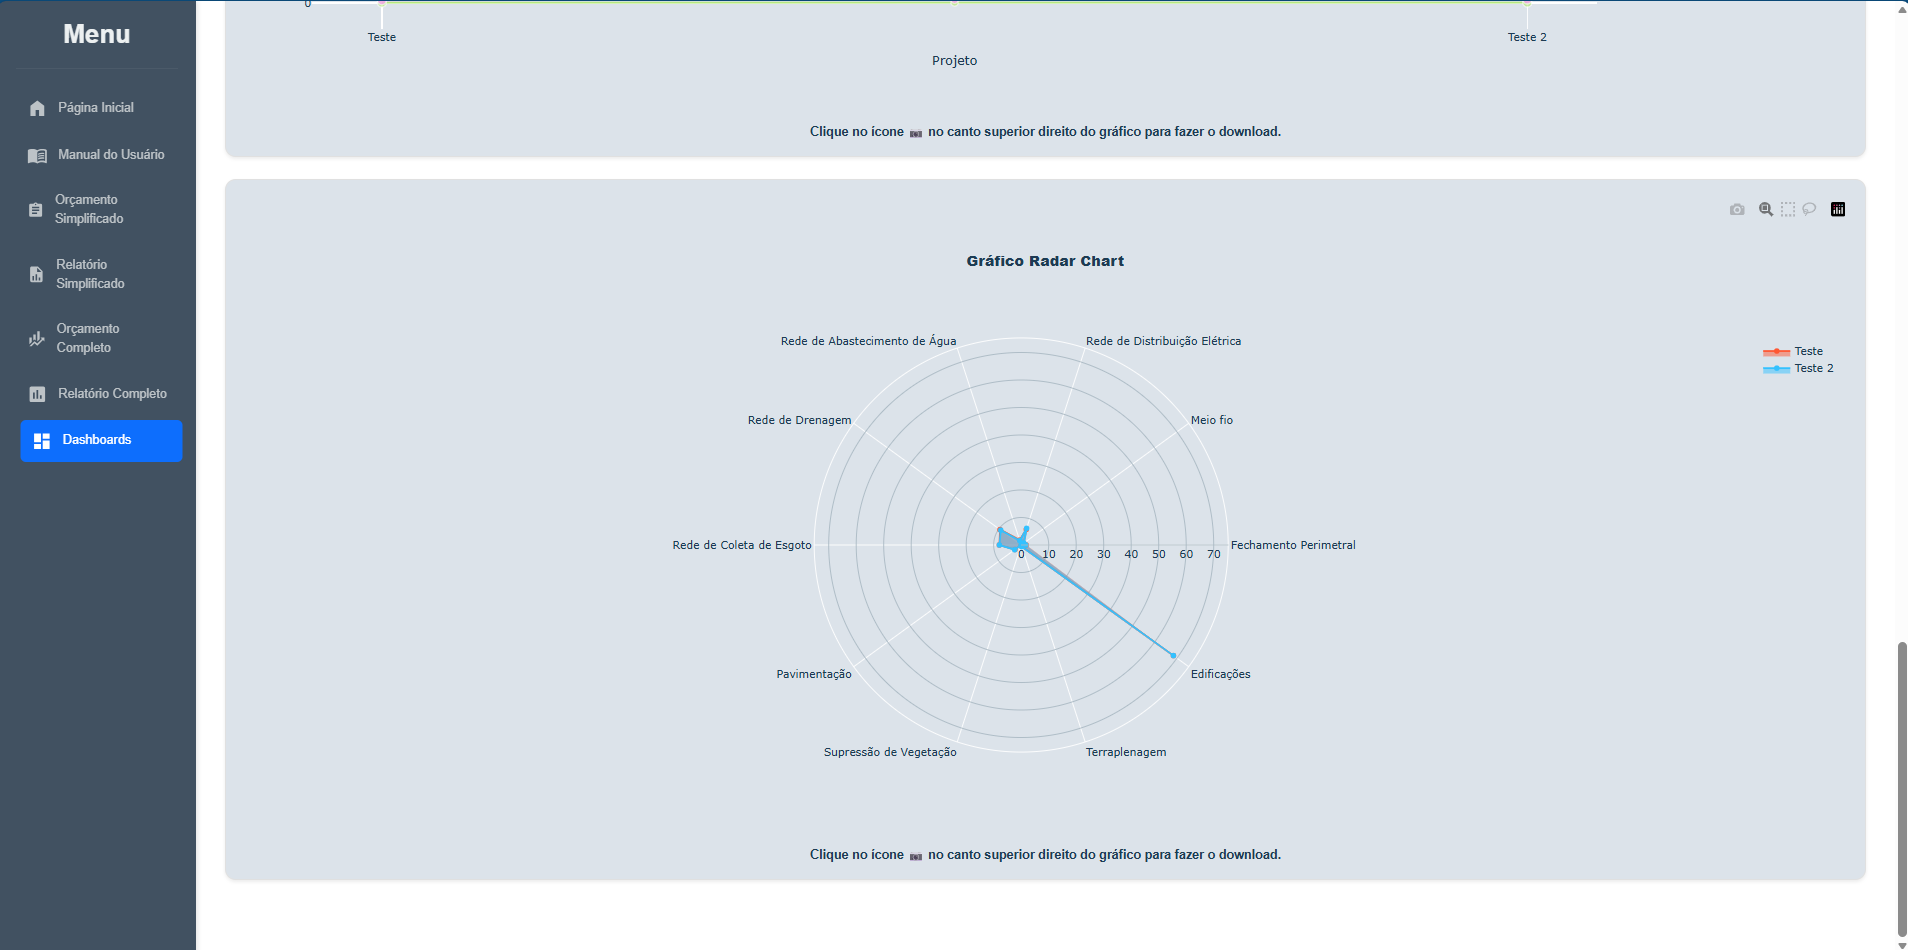 Menu
Página Inicial
Manual do Usuário
Orçamento
Simplificado
Relatório
Simplificado
Orçamento
Completo
Relatório Completo
Dashboards
0
Teste
Teste 2
Projeto
Clique no ícone no canto superior direito do gráfico para fazer o download.
Gráfico Radar Chart
Teste
Teste 2
Rede de Abastecimento de Água
Rede de Distribuição Elétrica
Rede de Drenagem
Meio fio
Rede de Coleta de Esgoto
Fechamento Perimetral
0 10 20 30 40 50 60 70
Pavimentação
Edificações
Supressão de Vegetação
Terraplenagem
Clique no ícone no canto superior direito do gráfico para fazer o download.